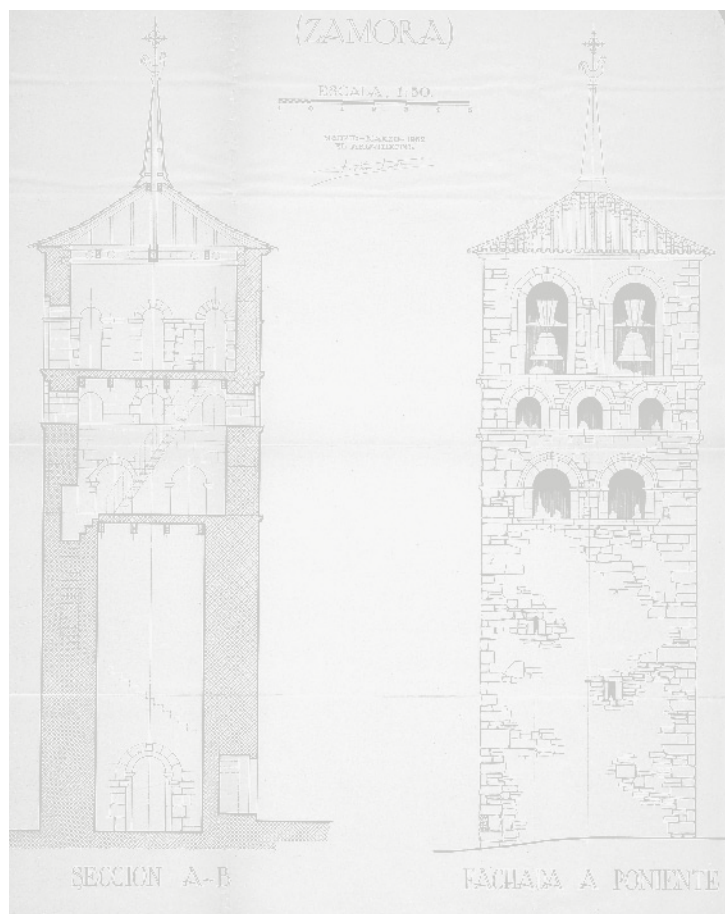 (ZAMORA)
ESCALA. 1:50.
SECCION A-B
FACHADA A PONIENTE